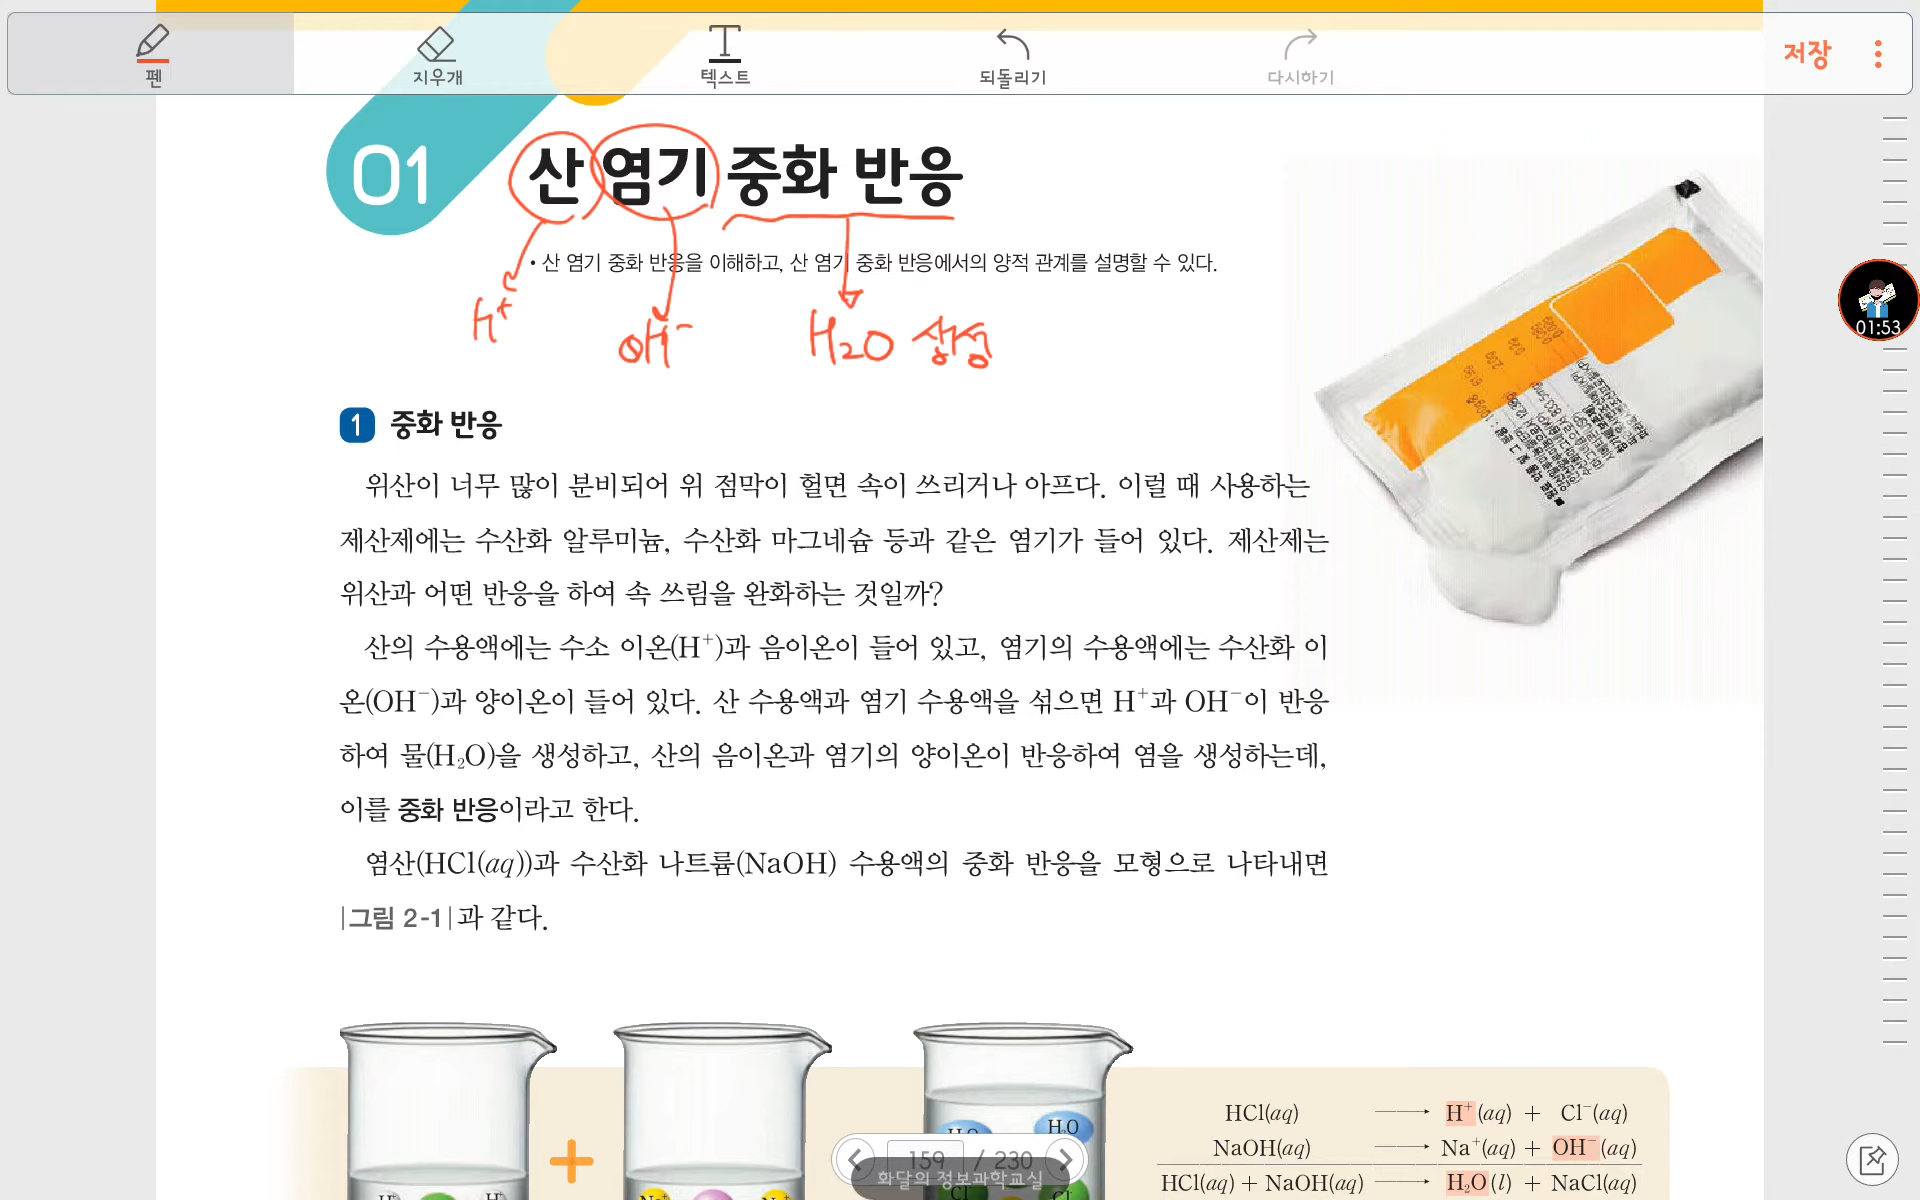 펜
지우개
텍스트
되돌리기
다시하기
저장
01 산 염기 중화 반응
• 산 염기 중화 반응을 이해하고, 산 염기 중화 반응에서의 양적 관계를 설명할 수 있다.
H⁺
OH⁻
H₂O 생성
01:53
1 중화 반응
위산이 너무 많이 분비되어 위 점막이 헐면 속이 쓰리거나 아프다. 이럴 때 사용하는
제산제에는 수산화 알루미늄, 수산화 마그네슘 등과 같은 염기가 들어 있다. 제산제는
위산과 어떤 반응을 하여 속 쓰림을 완화하는 것일까?
산의 수용액에는 수소 이온(H⁺)과 음이온이 들어 있고, 염기의 수용액에는 수산화 이
온(OH⁻)과 양이온이 들어 있다. 산 수용액과 염기 수용액을 섞으면 H⁺과 OH⁻이 반응
하여 물(H₂O)을 생성하고, 산의 음이온과 염기의 양이온이 반응하여 염을 생성하는데,
이를 중화 반응이라고 한다.
염산(HCl(aq))과 수산화 나트륨(NaOH) 수용액의 중화 반응을 모형으로 나타내면
|그림 2-1|과 같다.
H₂O
H₂O
H⁺
H⁺
+
Na⁺
Na⁺
Cl⁻
Cl⁻
HCl(aq) ⟶ H⁺(aq) + Cl⁻(aq)
NaOH(aq) ⟶ Na⁺(aq) + OH⁻(aq)
HCl(aq) + NaOH(aq) ⟶ H₂O(l) + NaCl(aq)
159 / 230
화달의 정보과학교실